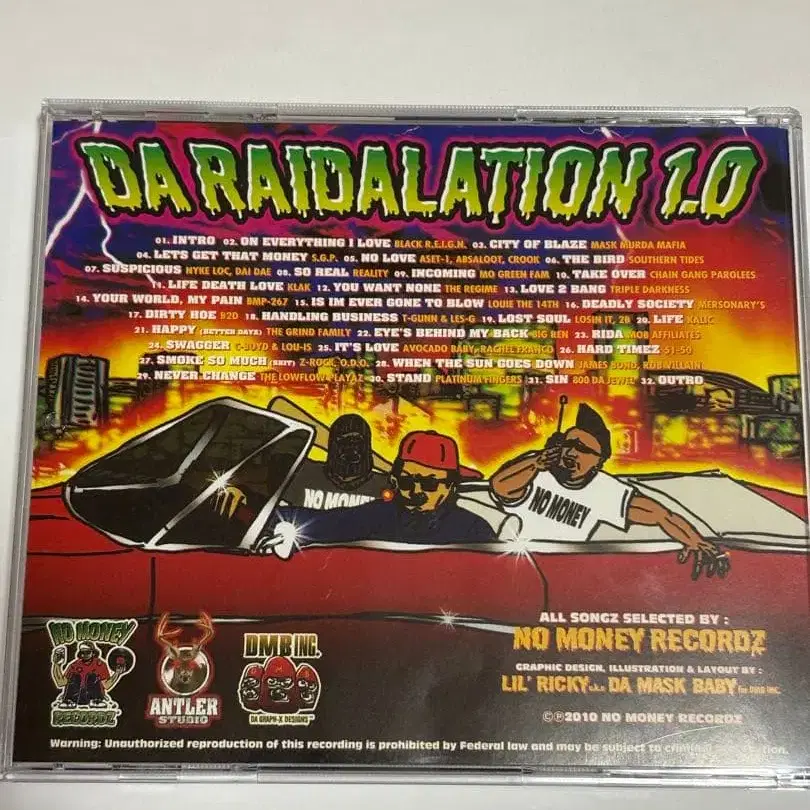 DA RAIDALATION 1.0
01. INTRO 02. ON EVERYTHING I LOVE BLACK R.E.I.G.N. 03. CITY OF BLAZE MASK MURDA MAFIA
04. LETS GET THAT MONEY S.G.P. 05. NO LOVE ASET-1, ABSALOOT, CROOK 06. THE BIRD SOUTHERN TIDES
07. SUSPICIOUS NYKE LOC, DAI DAE 08. SO REAL REALITY 09. INCOMING MO GREEN FAM 10. TAKE OVER CHAIN GANG PAROLEES
11. LIFE DEATH LOVE KLAK 12. YOU WANT NONE THE REGIME 13. LOVE 2 BANG TRIPLE DARKNESS
14. YOUR WORLD, MY PAIN BMP-267 15. IS IM EVER GONE TO BLOW LOUIE THE 14TH 16. DEADLY SOCIETY MERSONARY'S
17. DIRTY HOE B2D 18. HANDLING BUSINESS T-GUNN & LES-G 19. LOST SOUL LOSIN IT, 2B 20. LIFE KALIC
21. HAPPY (BETTER DAYZ) THE GRIND FAMILY 22. EYE'S BEHIND MY BACK BIG REN 23. RIDA MOB AFFILIATES
24. SWAGGER C-BOYD & LOU-IS 25. IT'S LOVE AVOCADO BABY, RACHEL FRANCO 26. HARD TIMEZ 51-50
27. SMOKE SO MUCH Z-ROCK, O.D.O. 28. WHEN THE SUN GOES DOWN JAMES BOND, ROB VILLAIN
29. NEVER CHANGE THE LOWFLOW PLAYAZ 30. STAND PLATINUM FINGERS 31. SIN 800 DA JEWEL 32. OUTRO
NO MONEY
NO MONEY
ALL SONGZ SELECTED BY :
NO MONEY RECORDZ
GRAPHIC DESIGN, ILLUSTRATION & LAYOUT BY :
LIL' RICKY a.k.a. DA MASK BABY for DMB INC.
NO MONEY
RECORDZ
ANTLER
STUDIO
DMB INC.
DA GRAPH-X DESIGNS
©℗2010 NO MONEY RECORDZ
Warning: Unauthorized reproduction of this recording is prohibited by Federal law and may be subject to criminal prosecution.